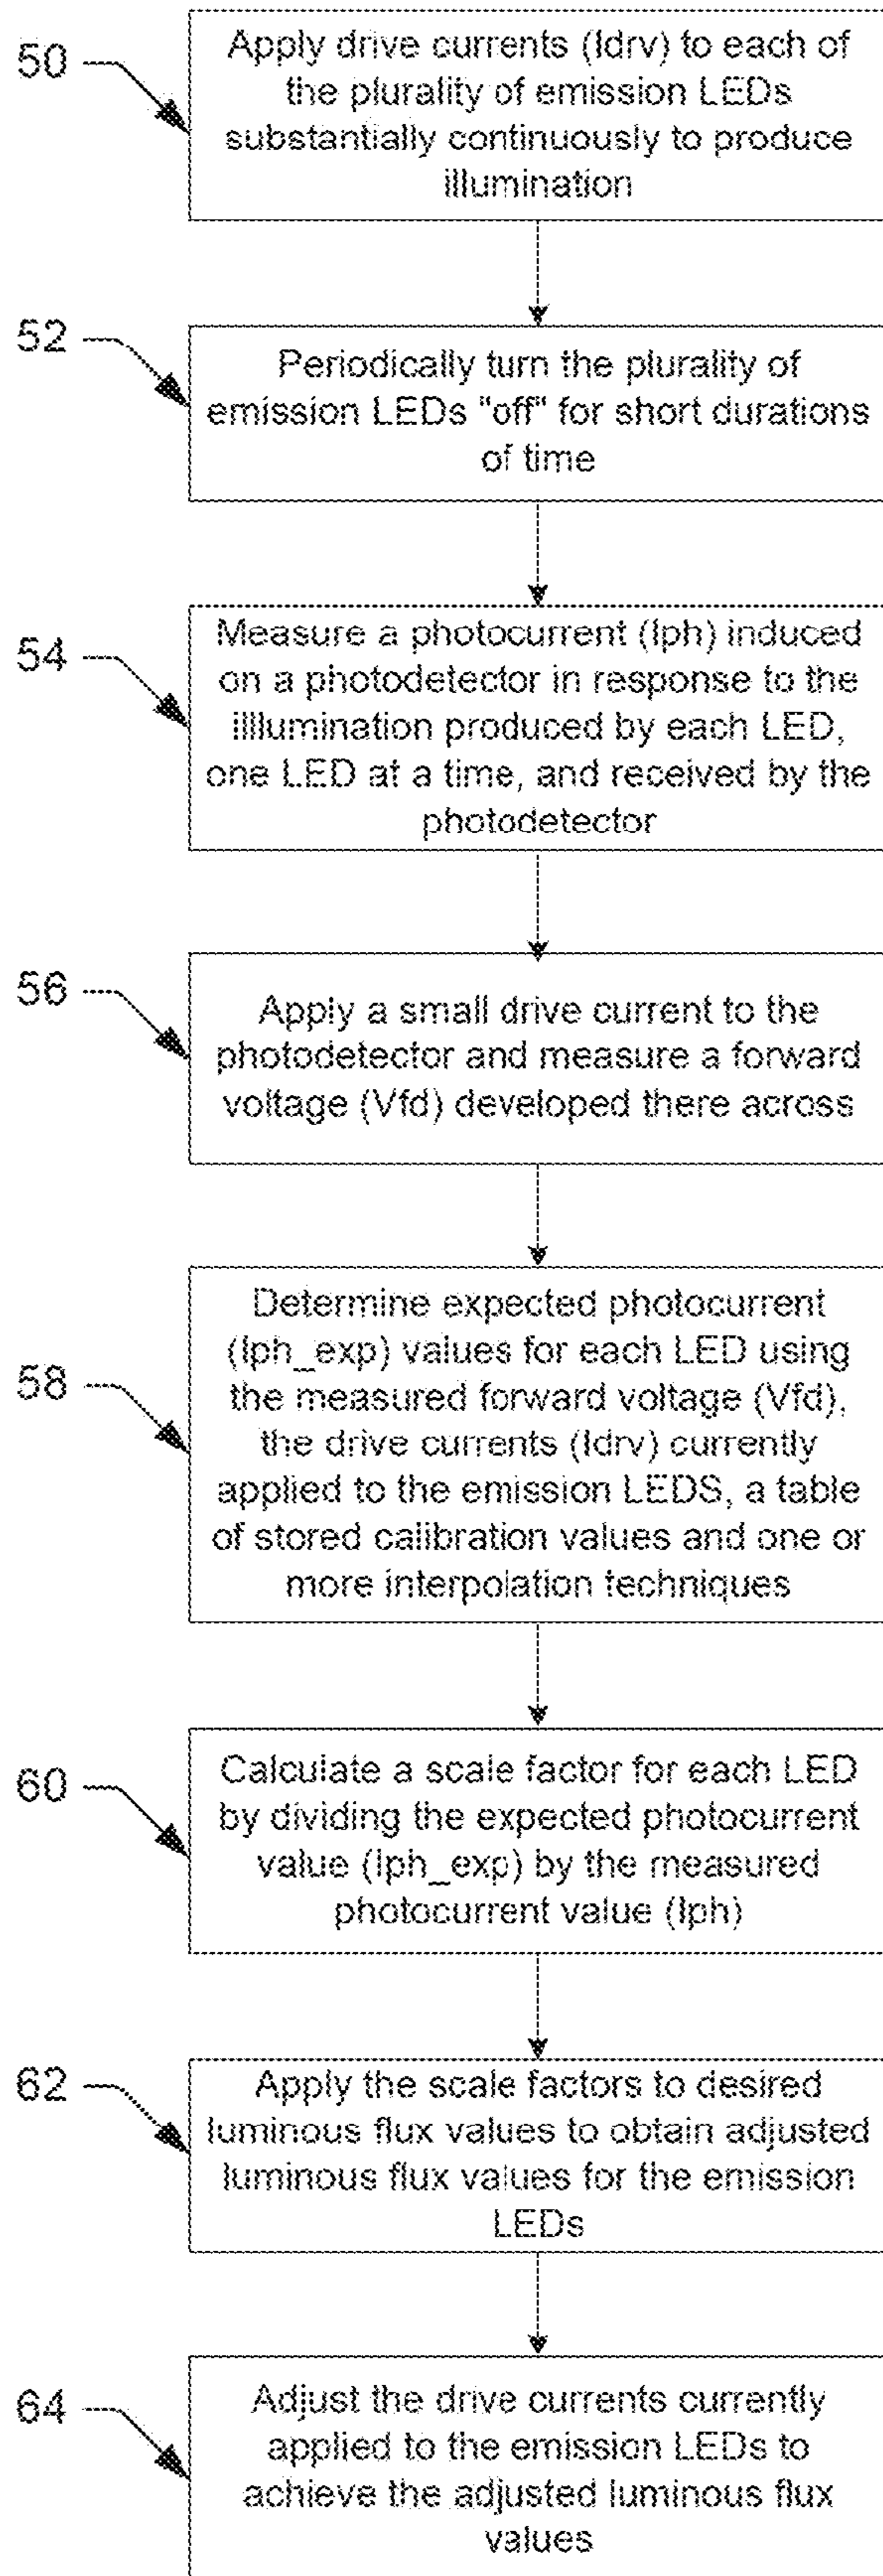 50
Apply drive currents (Idrv) to each of
the plurality of emission LEDs
substantially continuously to produce
illumination
52
Periodically turn the plurality of
emission LEDs "off" for short durations
of time
54
Measure a photocurrent (Iph) induced
on a photodetector in response to the
illlumination produced by each LED,
one LED at a time, and received by the
photodetector
56
Apply a small drive current to the
photodetector and measure a forward
voltage (Vfd) developed there across
58
Determine expected photocurrent
(Iph_exp) values for each LED using
the measured forward voltage (Vfd),
the drive currents (Idrv) currently
applied to the emission LEDS, a table
of stored calibration values and one or
more interpolation techniques
60
Calculate a scale factor for each LED
by dividing the expected photocurrent
value (Iph_exp) by the measured
photocurrent value (Iph)
62
Apply the scale factors to desired
luminous flux values to obtain adjusted
luminous flux values for the emission
LEDs
64
Adjust the drive currents currently
applied to the emission LEDs to
achieve the adjusted luminous flux
values